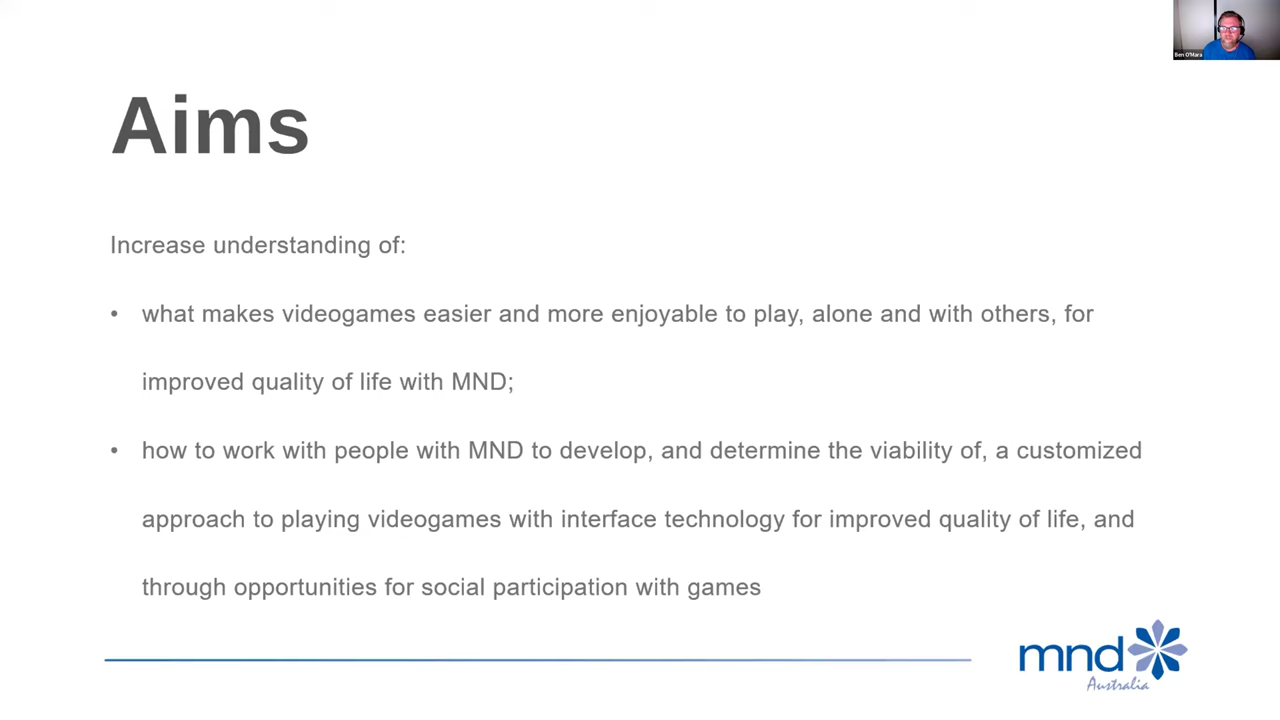 Ben O'Mara
Aims
Increase understanding of:
• what makes videogames easier and more enjoyable to play, alone and with others, for
improved quality of life with MND;
• how to work with people with MND to develop, and determine the viability of, a customized
approach to playing videogames with interface technology for improved quality of life, and
through opportunities for social participation with games
mnd
Australia